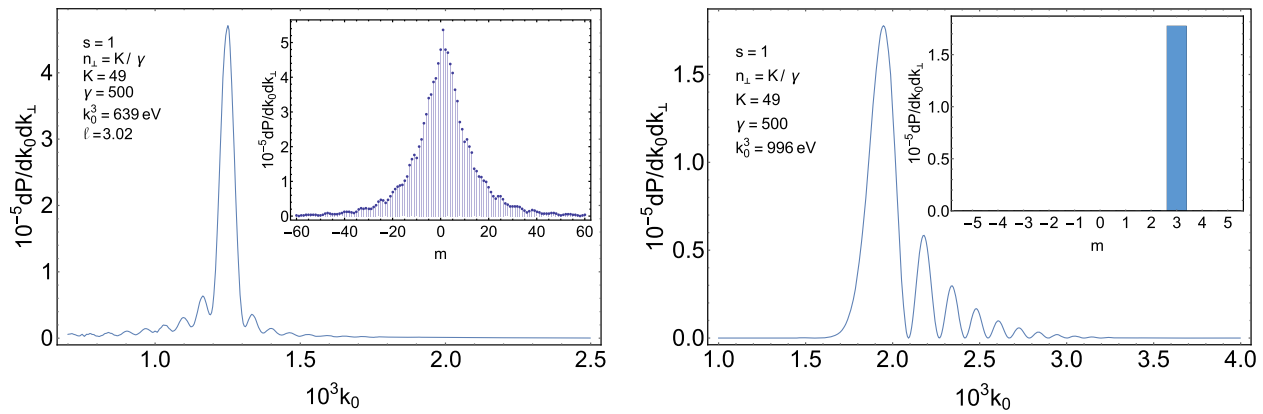 s = 1
n⊥ = K / γ
K = 49
γ = 500
k₀³ = 639 eV
ℓ = 3.02
10⁻⁵dP/dk₀dk⊥
4
3
2
1
0
1.0
1.5
2.0
2.5
10³k₀
10⁻⁵dP/dk₀dk⊥
5
4
3
2
1
0
−60
−40
−20
0
20
40
60
m
s = 1
n⊥ = K / γ
K = 49
γ = 500
k₀³ = 996 eV
10⁻⁵dP/dk₀dk⊥
1.5
1.0
0.5
0.0
1.0
1.5
2.0
2.5
3.0
3.5
4.0
10³k₀
10⁻⁵dP/dk₀dk⊥
1.5
1.0
0.5
0.0
−5
−4
−3
−2
−1
0
1
2
3
4
5
m